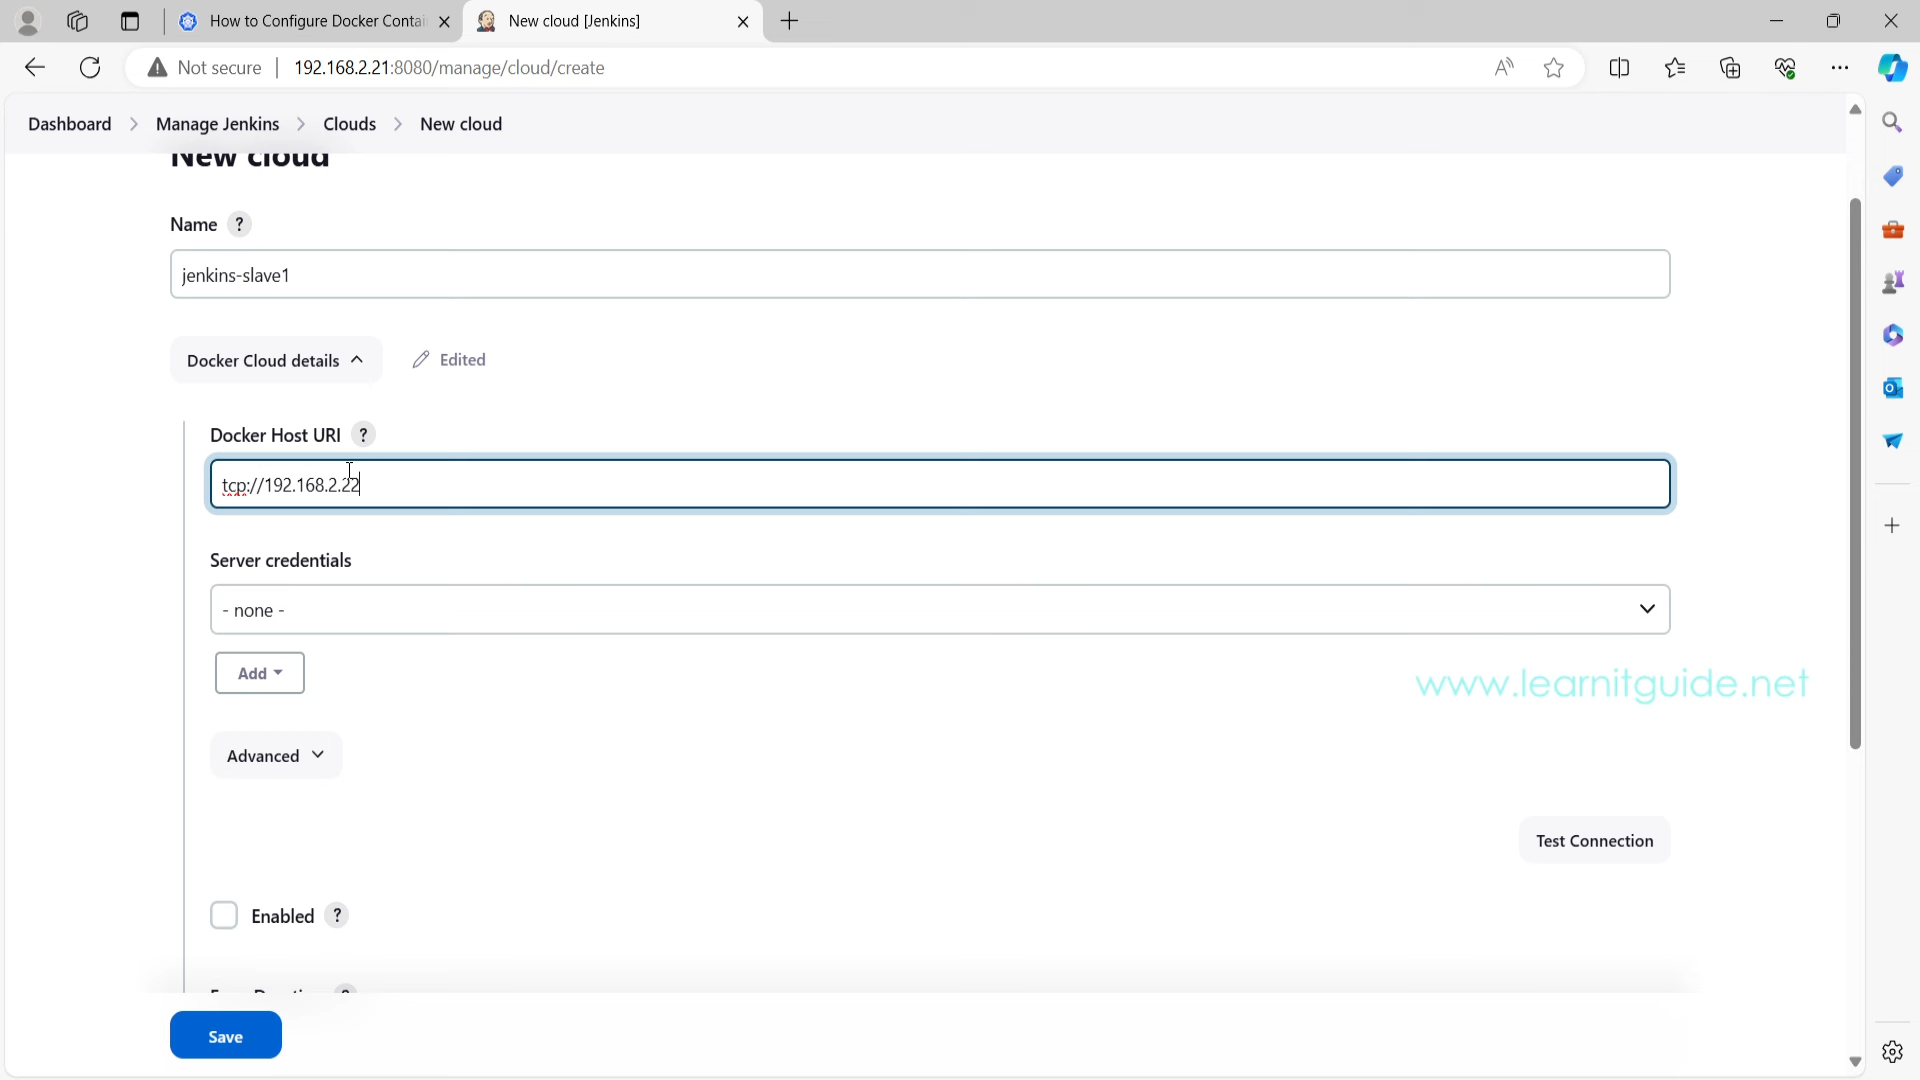 How to Configure Docker Contai
New cloud [Jenkins]
Not secure
192.168.2.21:8080/manage/cloud/create
Dashboard > Manage Jenkins > Clouds > New cloud
New cloud
Name ?
jenkins-slave1
Docker Cloud details
Edited
Docker Host URI ?
tcp://192.168.2.22
Server credentials
- none -
Add
www.learnitguide.net
Advanced
Test Connection
Enabled ?
Save